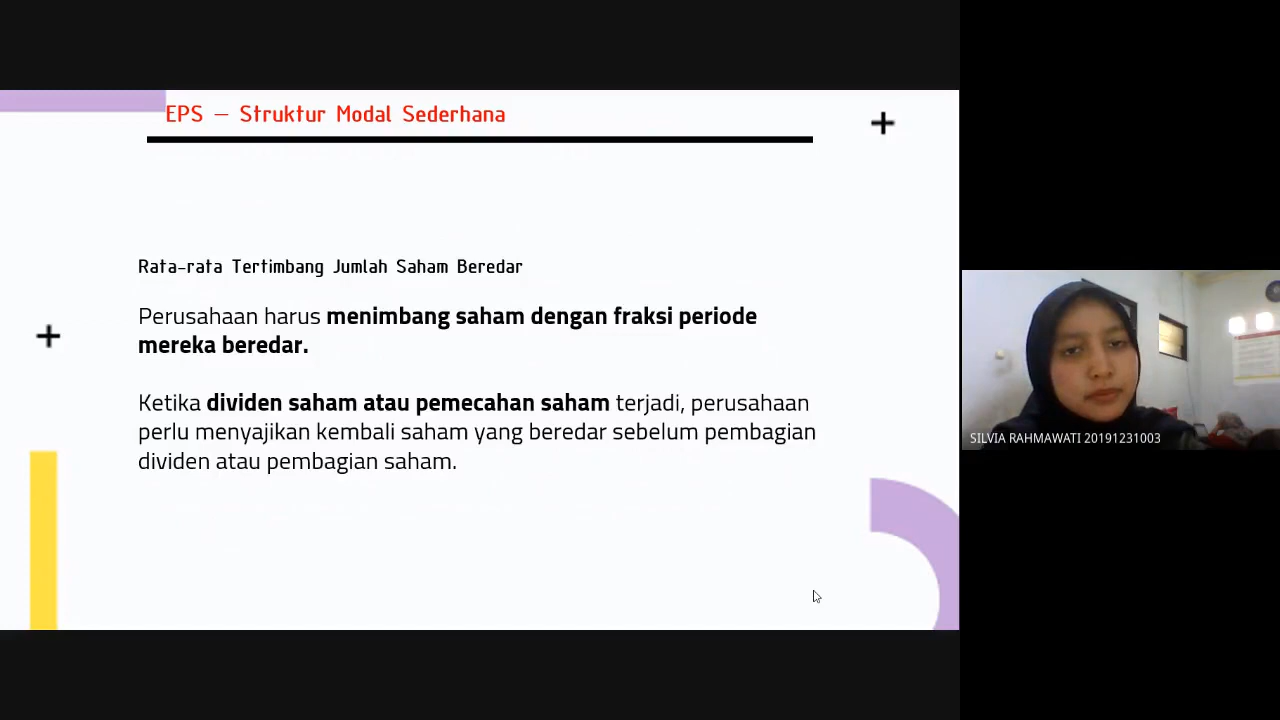 EPS – Struktur Modal Sederhana
Rata-rata Tertimbang Jumlah Saham Beredar
Perusahaan harus menimbang saham dengan fraksi periode
mereka beredar.
Ketika dividen saham atau pemecahan saham terjadi, perusahaan
perlu menyajikan kembali saham yang beredar sebelum pembagian
dividen atau pembagian saham.
SILVIA RAHMAWATI 20191231003